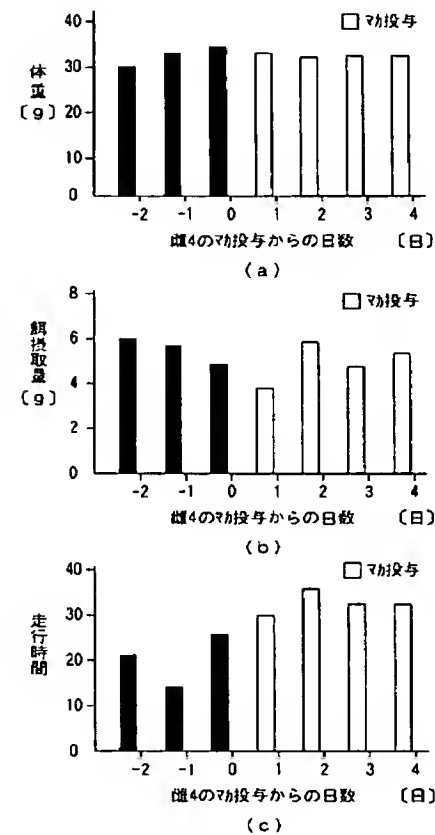 □ マカ投与
体重〔g〕
40
30
20
10
0
-2 -1 0 1 2 3 4
雌4のマカ投与からの日数 〔日〕
(a)
□ マカ投与
餌摂取量〔g〕
8
6
4
2
0
-2 -1 0 1 2 3 4
雌4のマカ投与からの日数 〔日〕
(b)
□ マカ投与
走行時間
40
30
20
10
0
-2 -1 0 1 2 3 4
雌4のマカ投与からの日数 〔日〕
(c)